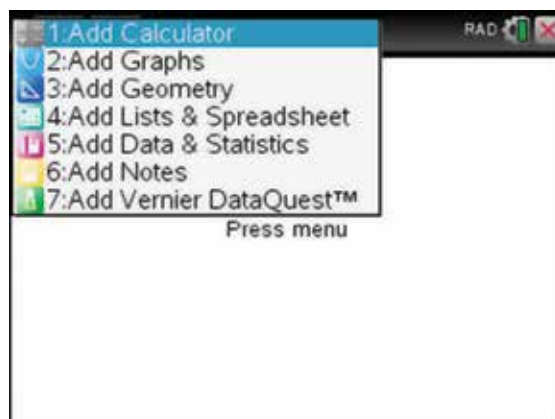 1:Add Calculator
RAD
2:Add Graphs
3:Add Geometry
4:Add Lists & Spreadsheet
5:Add Data & Statistics
6:Add Notes
7:Add Vernier DataQuest™
Press menu